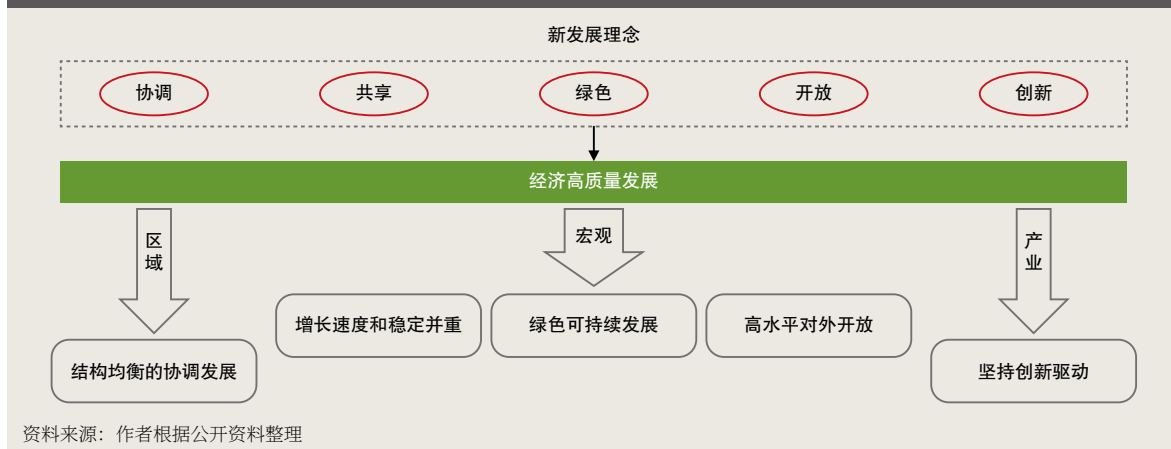 新发展理念
协调
共享
绿色
开放
创新
经济高质量发展
区域
宏观
产业
增长速度和稳定并重
绿色可持续发展
高水平对外开放
结构均衡的协调发展
坚持创新驱动
资料来源：作者根据公开资料整理